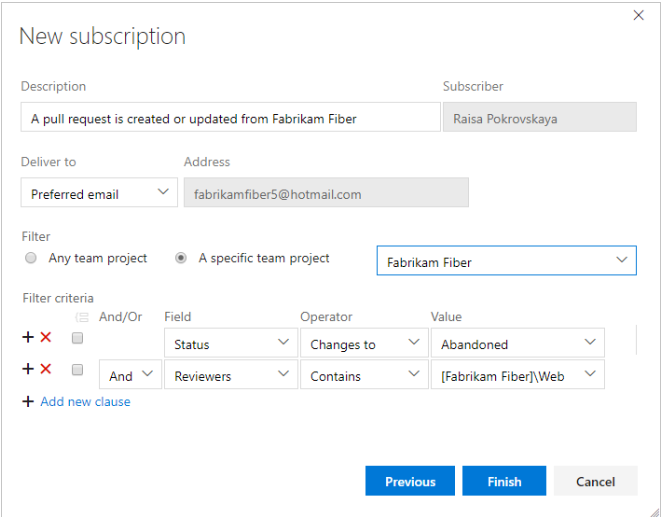 New subscription
Description Subscriber
A pull request is created or updated from Fabrikam Fiber Raisa Pokrovskaya
Deliver to Address
Preferred email fabrikamfiber5@hotmail.com
Filter
Any team project A specific team project Fabrikam Fiber
Filter criteria
And/Or Field Operator Value
Status Changes to Abandoned
And Reviewers Contains [Fabrikam Fiber]\Web
Add new clause
Previous Finish Cancel